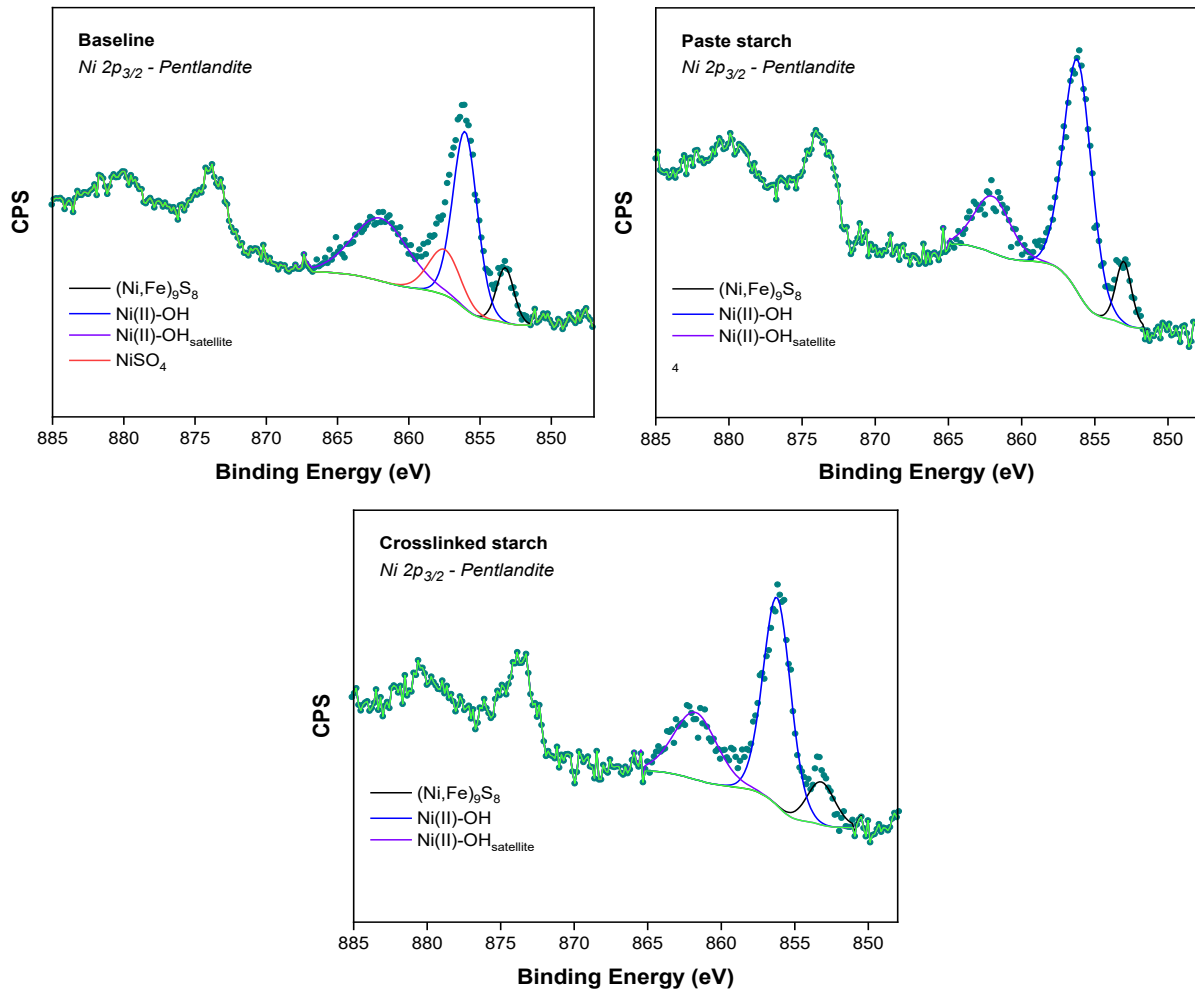 Baseline
Ni 2p3/2 - Pentlandite
CPS
(Ni,Fe)9S8
Ni(II)-OH
Ni(II)-OHsatellite
NiSO4
885 880 875 870 865 860 855 850
Binding Energy (eV)
Paste starch
Ni 2p3/2 - Pentlandite
CPS
(Ni,Fe)9S8
Ni(II)-OH
Ni(II)-OHsatellite
4
885 880 875 870 865 860 855 850
Binding Energy (eV)
Crosslinked starch
Ni 2p3/2 - Pentlandite
CPS
(Ni,Fe)9S8
Ni(II)-OH
Ni(II)-OHsatellite
885 880 875 870 865 860 855 850
Binding Energy (eV)